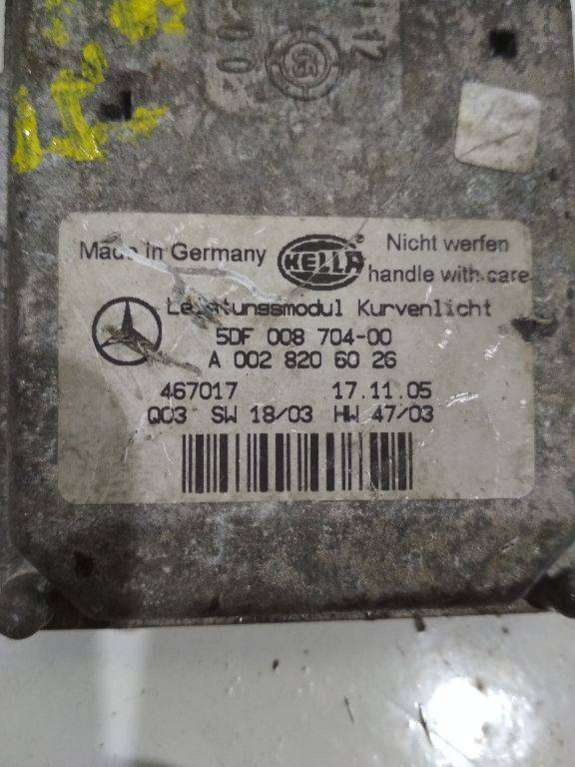 Made in Germany
HELLA
Nicht werfen
handle with care
Leistungsmodul Kurvenlicht
5DF 008 704-00
A 002 820 60 26
467017 17.11.05
Q03 SW 18/03 HW 47/03